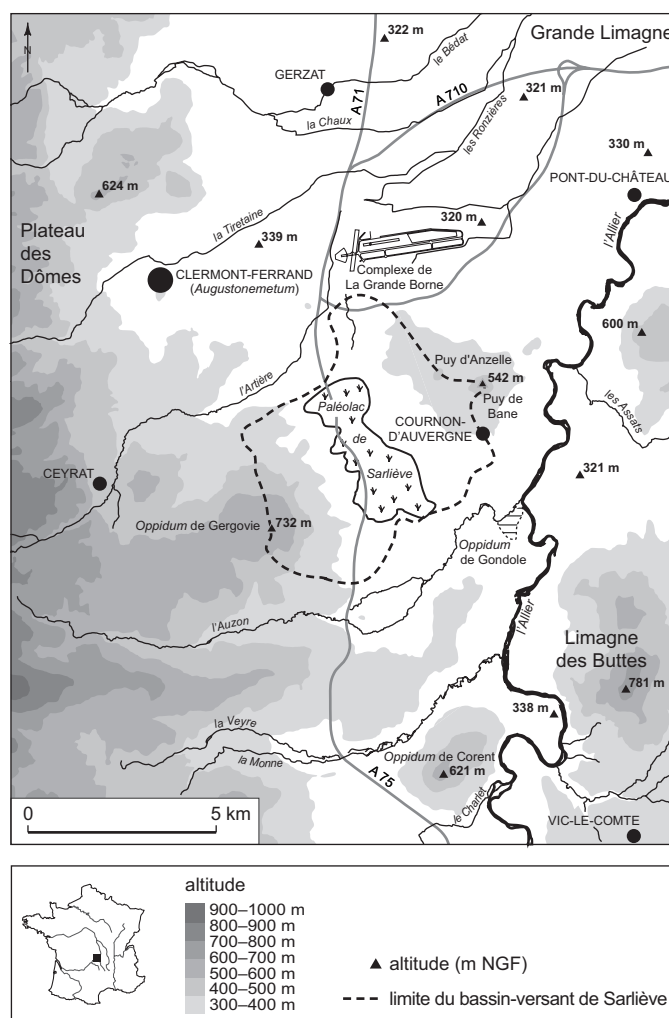 322 m
Grande Limagne
le Bédat
GERZAT
A 71
A 710
321 m
la Chaux
les Ronzières
330 m
PONT-DU-CHÂTEAU
624 m
Plateau
des
Dômes
la Tiretaine
339 m
320 m
l'Allier
CLERMONT-FERRAND
(Augustonemetum)
Complexe de
La Grande Borne
600 m
Puy d'Anzelle
542 m
Puy de
Bane
l'Artière
les Assats
Paléolac
de
Sarliève
COURNON-
D'AUVERGNE
321 m
CEYRAT
Oppidum de Gergovie
732 m
Oppidum
de Gondole
l'Auzon
l'Allier
Limagne
des Buttes
781 m
338 m
la Veyre
la Monne
Oppidum de Corent
621 m
A 75
le Charlet
VIC-LE-COMTE
0
5 km
N
altitude
900–1000 m
800–900 m
700–800 m
600–700 m
500–600 m
400–500 m
300–400 m
altitude (m NGF)
limite du bassin-versant de Sarliève